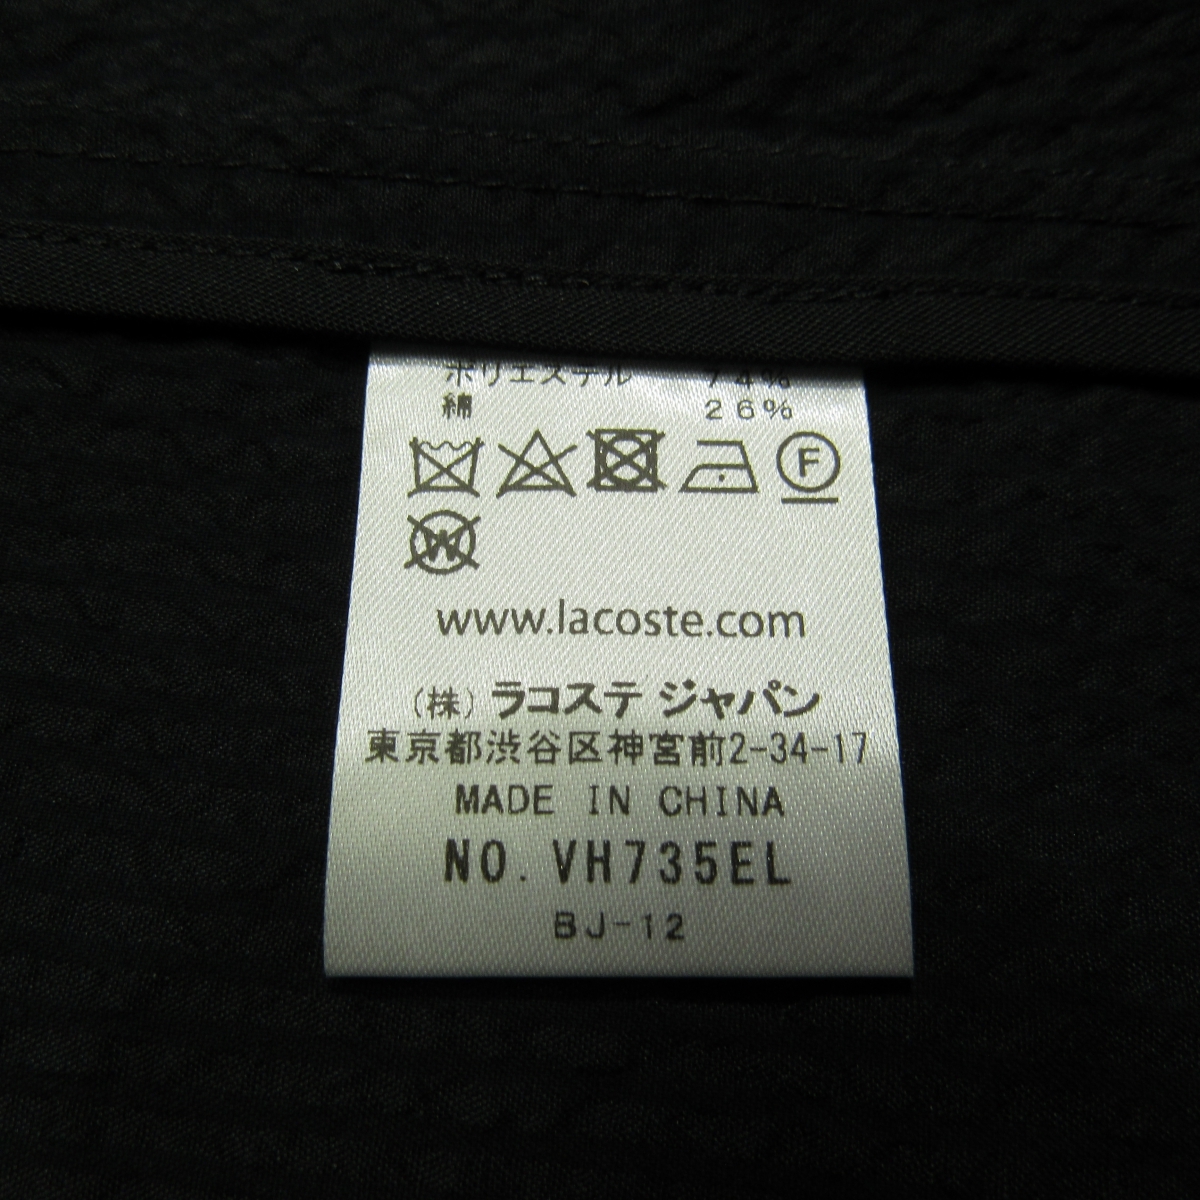 ポリエステル 74%
綿 26%
F
W
www.lacoste.com
(株) ラコステ ジャパン
東京都渋谷区神宮前2-34-17
MADE IN CHINA
NO. VH735EL
BJ-12